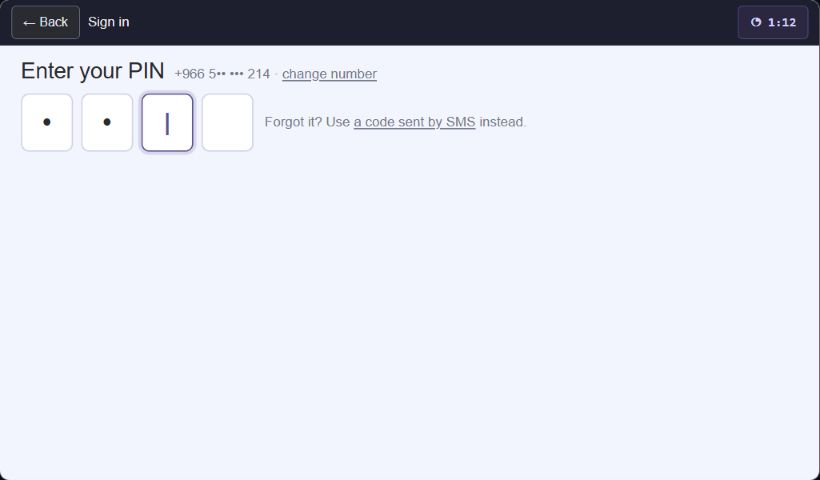 ← Back Sign in 1:12
Enter your PIN +966 5•• ••• 214 · change number
• • Forgot it? Use a code sent by SMS instead.